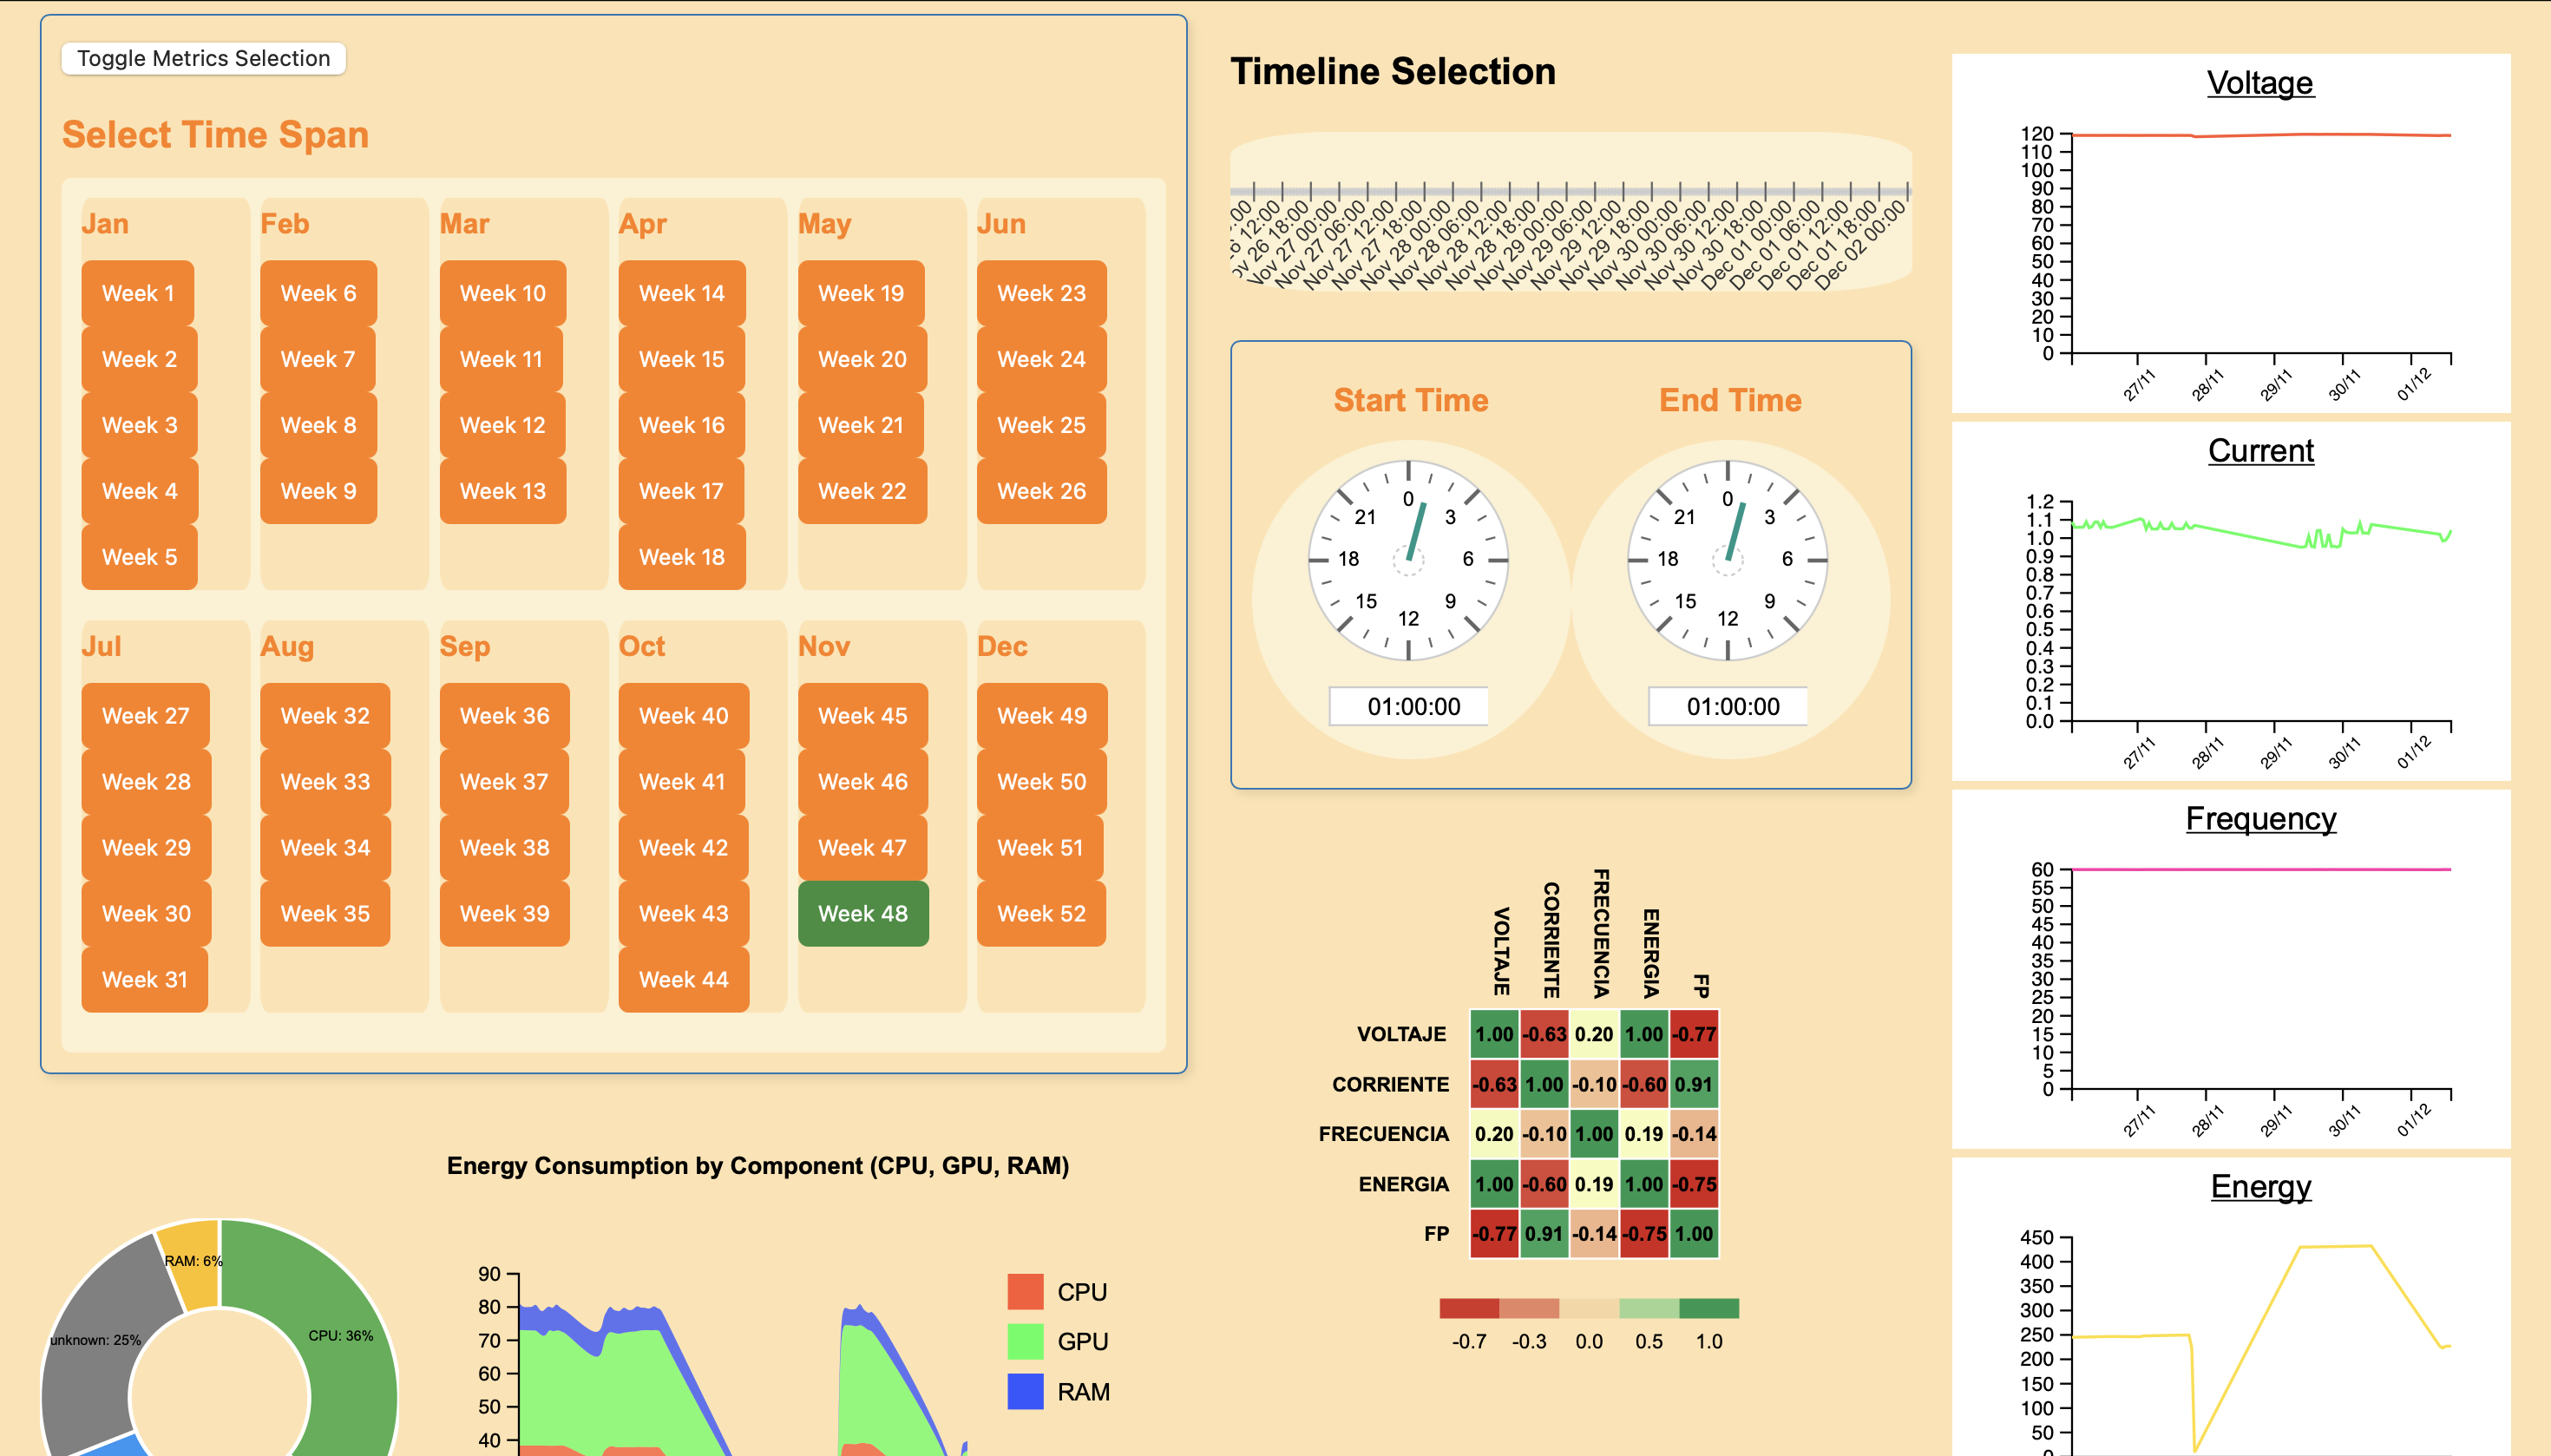 Toggle Metrics Selection
Select Time Span
Jan Feb Mar Apr May Jun
Week 1 Week 6 Week 10 Week 14 Week 19 Week 23
Week 2 Week 7 Week 11 Week 15 Week 20 Week 24
Week 3 Week 8 Week 12 Week 16 Week 21 Week 25
Week 4 Week 9 Week 13 Week 17 Week 22 Week 26
Week 5 Week 18
Jul Aug Sep Oct Nov Dec
Week 27 Week 32 Week 36 Week 40 Week 45 Week 49
Week 28 Week 33 Week 37 Week 41 Week 46 Week 50
Week 29 Week 34 Week 38 Week 42 Week 47 Week 51
Week 30 Week 35 Week 39 Week 43 Week 48 Week 52
Week 31 Week 44
RAM: 6%
unknown: 25%
CPU: 36%
Energy Consumption by Component (CPU, GPU, RAM)
90
80
70
60
50
40
CPU
GPU
RAM
Timeline Selection
12:00
Nov 26 18:00
Nov 27 00:00
Nov 27 06:00
Nov 27 12:00
Nov 27 18:00
Nov 28 00:00
Nov 28 06:00
Nov 28 12:00
Nov 28 18:00
Nov 29 00:00
Nov 29 06:00
Nov 29 12:00
Nov 29 18:00
Nov 30 00:00
Nov 30 06:00
Nov 30 12:00
Nov 30 18:00
Dec 01 00:00
Dec 01 06:00
Dec 01 12:00
Dec 01 18:00
Dec 02 00:00
Start Time
0 3 6 9 12 15 18 21
01:00:00
End Time
0 3 6 9 12 15 18 21
01:00:00
VOLTAJE CORRIENTE FRECUENCIA ENERGIA FP
VOLTAJE 1.00 -0.63 0.20 1.00 -0.77
CORRIENTE -0.63 1.00 -0.10 -0.60 0.91
FRECUENCIA 0.20 -0.10 1.00 0.19 -0.14
ENERGIA 1.00 -0.60 0.19 1.00 -0.75
FP -0.77 0.91 -0.14 -0.75 1.00
-0.7 -0.3 0.0 0.5 1.0
Voltage
120
110
100
90
80
70
60
50
40
30
20
10
0
27/11 28/11 29/11 30/11 01/12
Current
1.2
1.1
1.0
0.9
0.8
0.7
0.6
0.5
0.4
0.3
0.2
0.1
0.0
27/11 28/11 29/11 30/11 01/12
Frequency
60
55
50
45
40
35
30
25
20
15
10
5
0
27/11 28/11 29/11 30/11 01/12
Energy
450
400
350
300
250
200
150
100
50